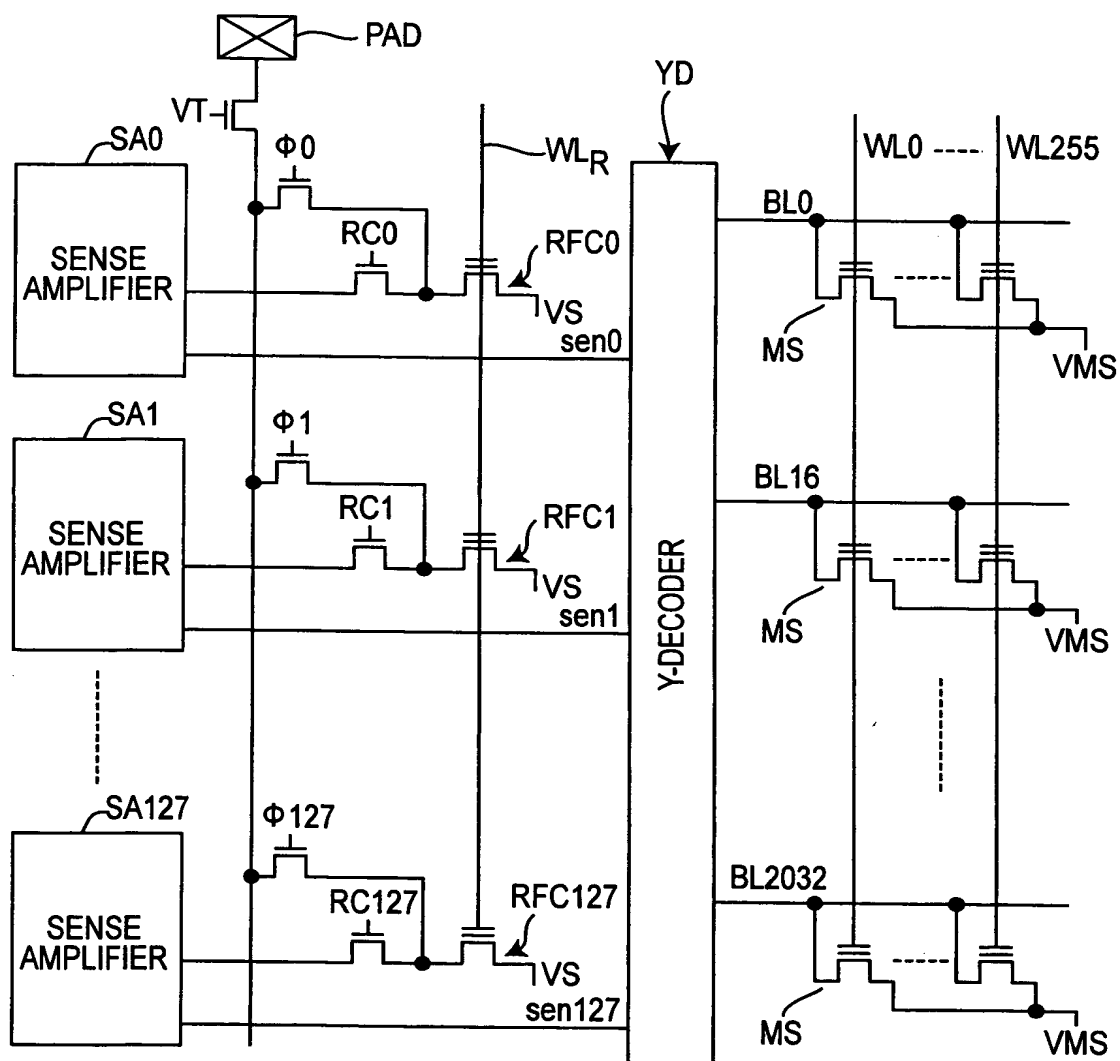 PAD
VT
YD
SA0
Φ0
WLR
WL0
WL255
BL0
SENSE AMPLIFIER
RC0
RFC0
VS
sen0
MS
VMS
SA1
Φ1
BL16
SENSE AMPLIFIER
RC1
RFC1
VS
sen1
MS
VMS
Y-DECODER
SA127
Φ127
BL2032
SENSE AMPLIFIER
RC127
RFC127
VS
sen127
MS
VMS